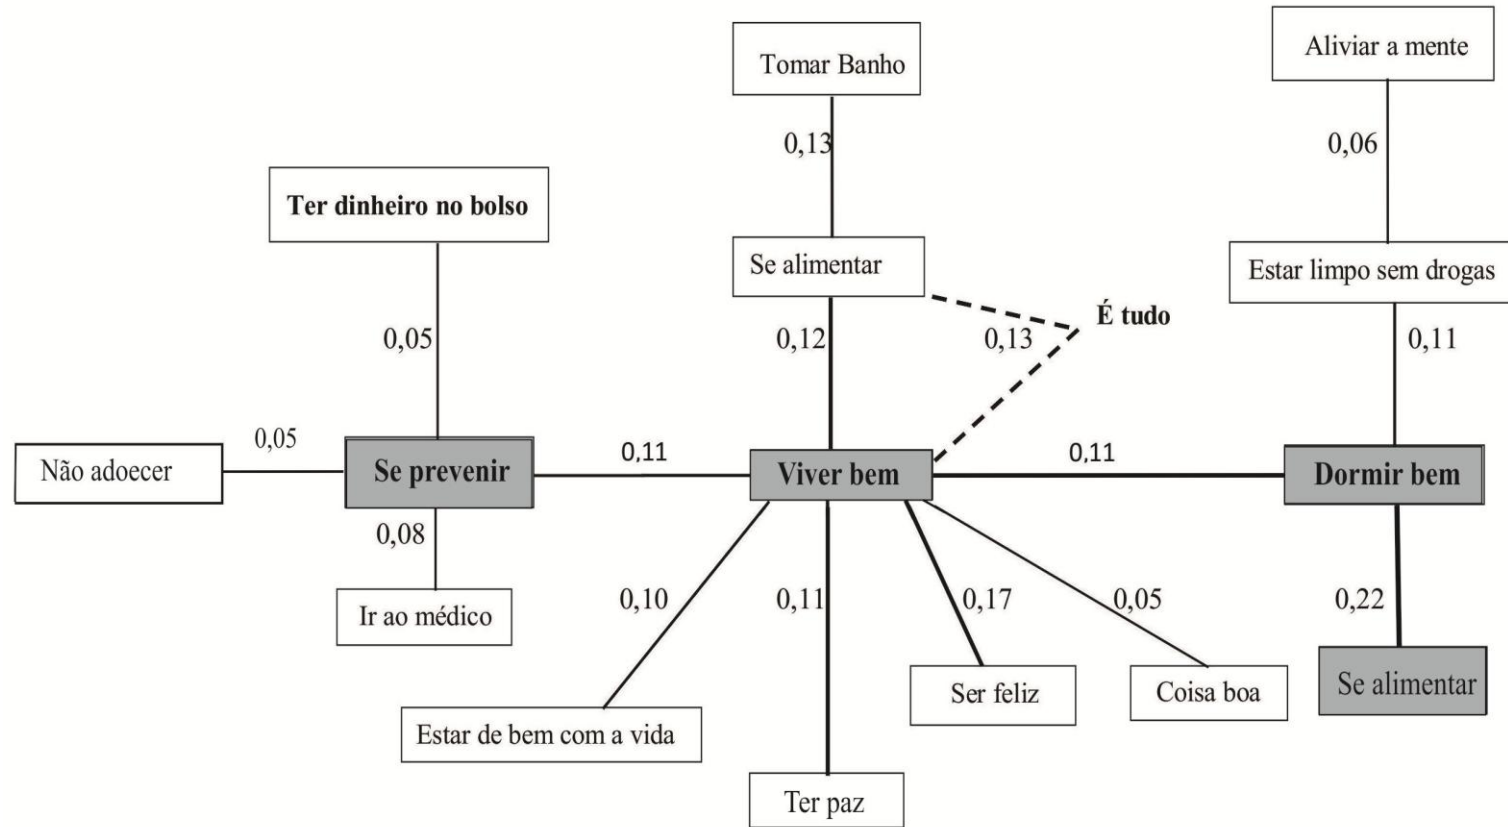 Tomar Banho
Aliviar a mente
0,13
0,06
Ter dinheiro no bolso
Se alimentar
Estar limpo sem drogas
0,05
0,12
0,13
É tudo
0,11
Não adoecer
0,05
Se prevenir
0,11
Viver bem
0,11
Dormir bem
0,08
0,10
0,11
0,17
0,05
0,22
Ir ao médico
Ser feliz
Coisa boa
Se alimentar
Estar de bem com a vida
Ter paz